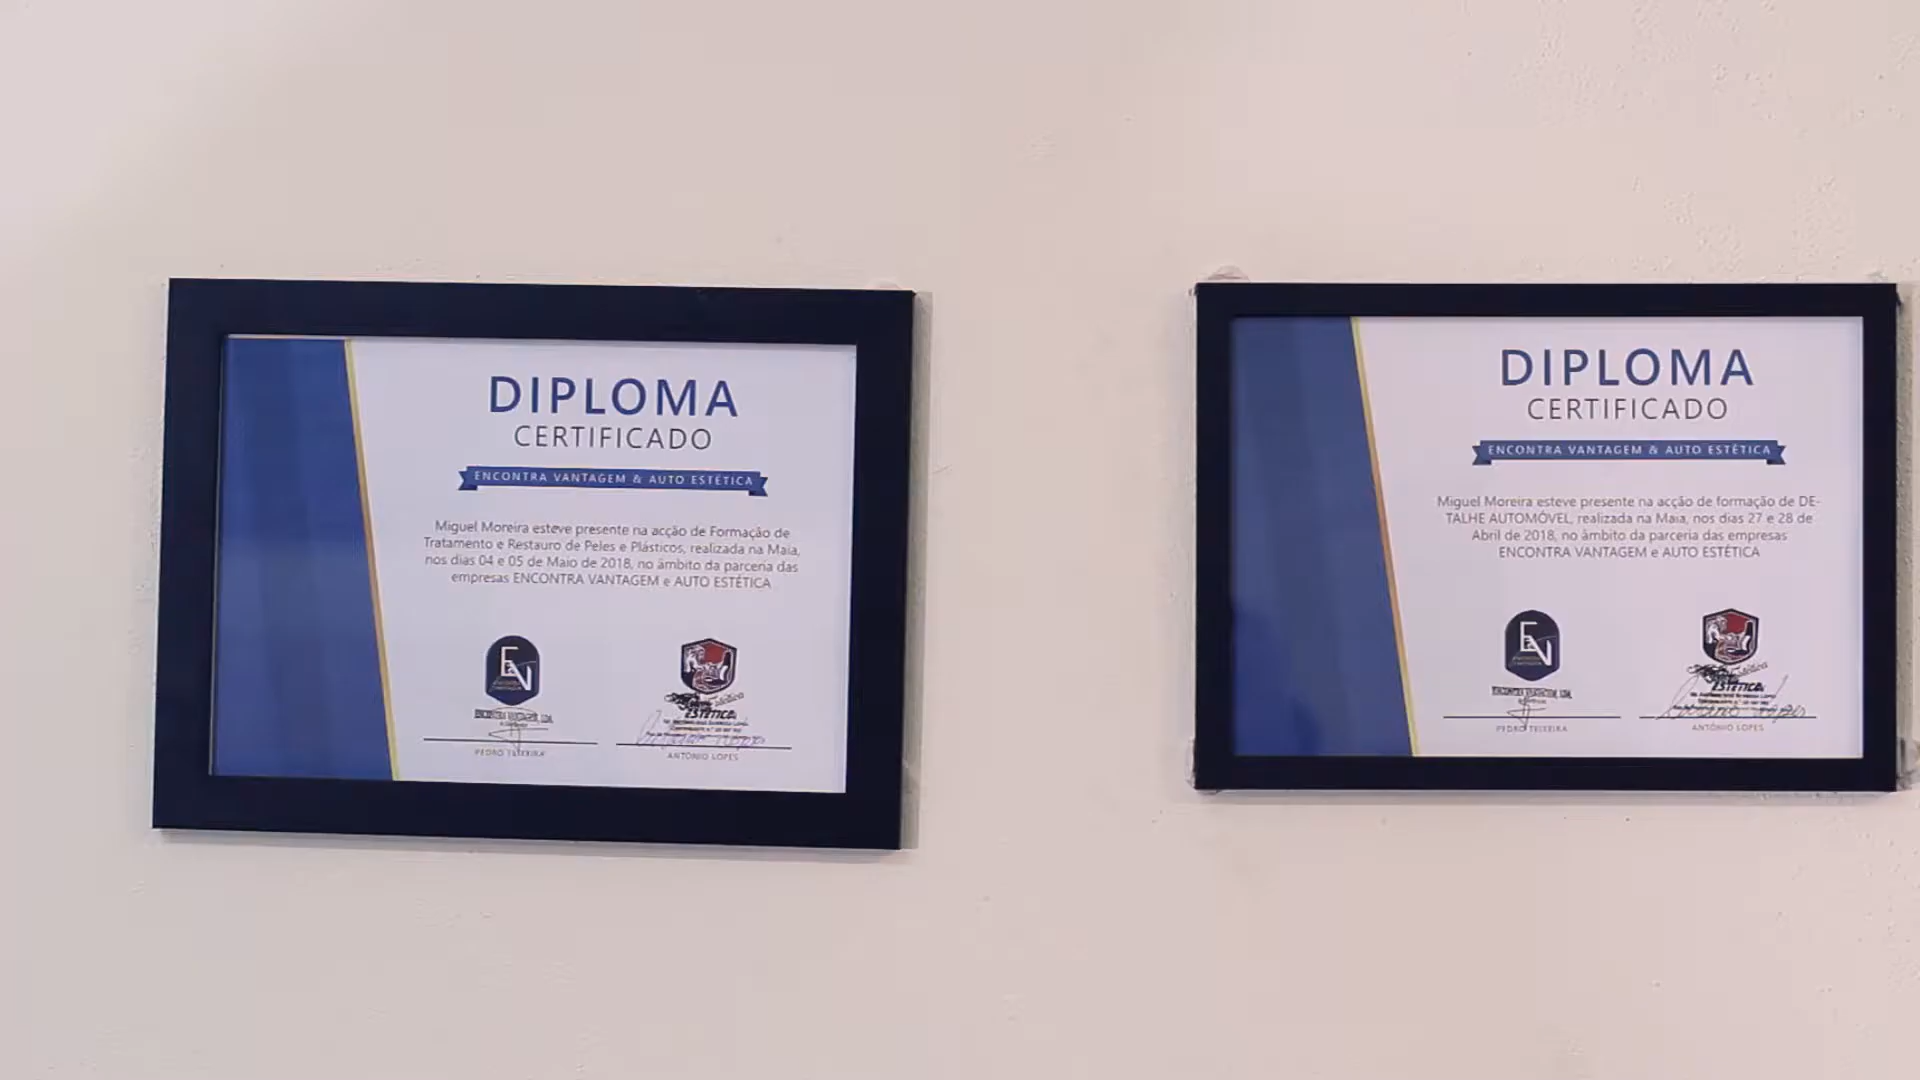 DIPLOMA
CERTIFICADO
ENCONTRA VANTAGEM & AUTO ESTÉTICA
Miguel Moreira esteve presente na acção de Formação de
Tratamento e Restauro de Peles e Plásticos, realizada na Maia,
nos dias 04 e 05 de Maio de 2018, no âmbito da parceria das
empresas ENCONTRA VANTAGEM e AUTO ESTÉTICA
EV
ESTETICA
PEDRO TEIXEIRA
ANTÓNIO LOPES
DIPLOMA
CERTIFICADO
ENCONTRA VANTAGEM & AUTO ESTÉTICA
Miguel Moreira esteve presente na acção de formação de DE-
TALHE AUTOMÓVEL, realizada na Maia, nos dias 27 e 28 de
Abril de 2018, no âmbito da parceria das empresas
ENCONTRA VANTAGEM e AUTO ESTÉTICA
EV
ESTETICA
PEDRO TEIXEIRA
ANTÓNIO LOPES